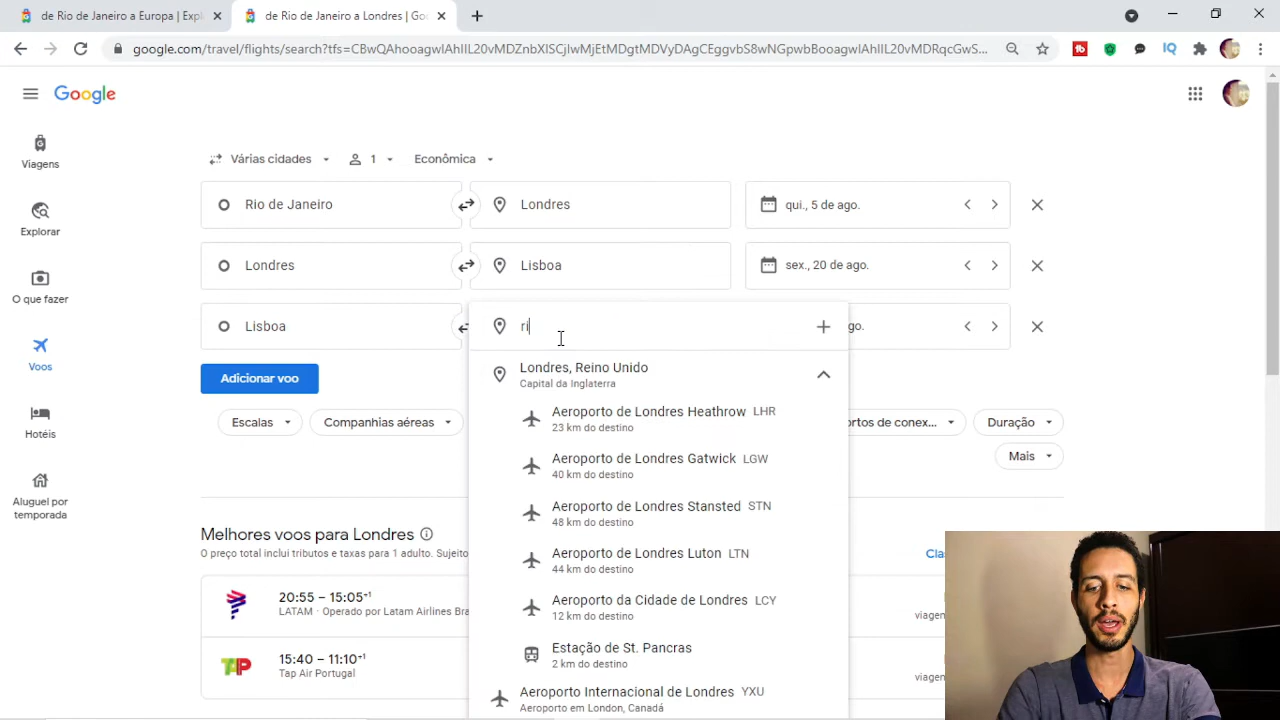 de Rio de Janeiro a Europa | Expl
de Rio de Janeiro a Londres | Goo
google.com/travel/flights/search?tfs=CBwQAhooagwIAhIIL20vMDZnbXISCjIwMjEtMDgtMDVyDAgCEggvbS8wNGpwbBooagwIAhIIL20vMDRqcGwS...
Google
Várias cidades
1
Econômica
Viagens
Rio de Janeiro
Londres
qui., 5 de ago.
Explorar
Londres
Lisboa
sex., 20 de ago.
O que fazer
Lisboa
ri
go.
Voos
Adicionar voo
Londres, Reino Unido
Capital da Inglaterra
Escalas
Companhias aéreas
Aeroporto de Londres Heathrow LHR
23 km do destino
ortos de conex...
Duração
Hotéis
Aeroporto de Londres Gatwick LGW
40 km do destino
Mais
Aluguel por
temporada
Aeroporto de Londres Stansted STN
48 km do destino
Melhores voos para Londres
O preço total inclui tributos e taxas para 1 adulto. Sujeito
Aeroporto de Londres Luton LTN
44 km do destino
Clas
20:55 – 15:05+1
LATAM · Operado por Latam Airlines Bra
Aeroporto da Cidade de Londres LCY
12 km do destino
viagen
15:40 – 11:10+1
Tap Air Portugal
TAP
Estação de St. Pancras
2 km do destino
viagen
Aeroporto Internacional de Londres YXU
Aeroporto em London, Canadá